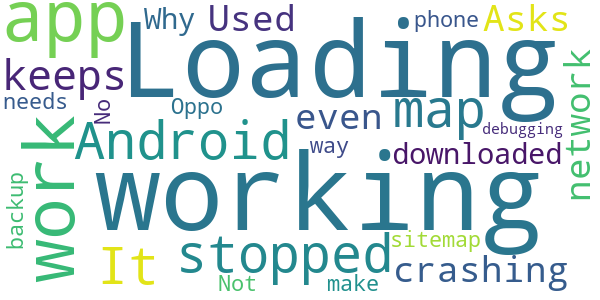 app
Loading
Why
Used
phone
Asks
keeps
needs
No
Oppo
even
map
network
debugging
work
Android
way
downloaded
working
backup
It
stopped
sitemap
crashing
Not
make